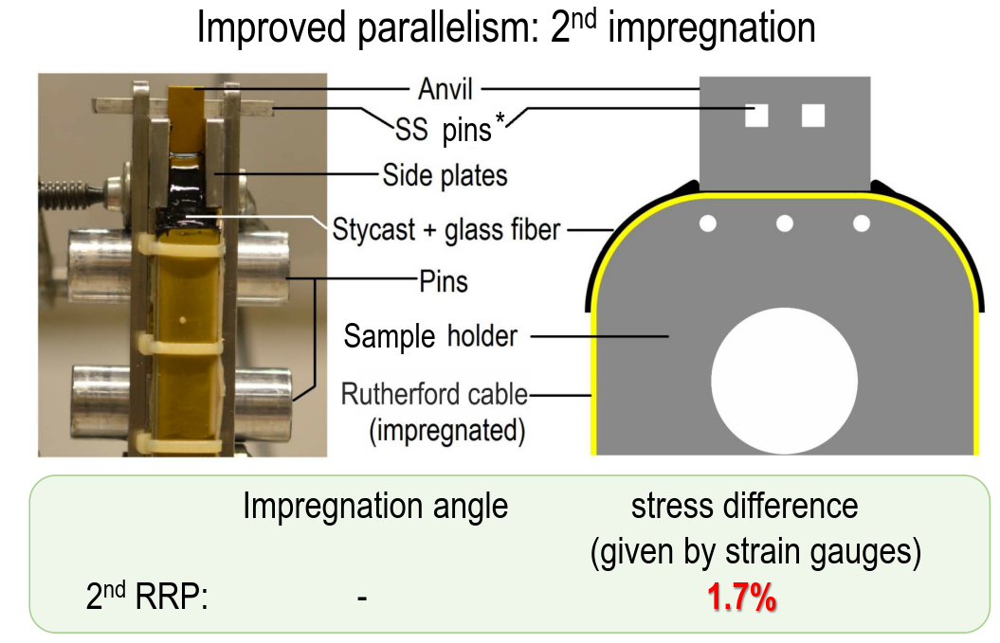 Improved parallelism: 2nd impregnation
Anvil
SS pins*
Side plates
Stycast + glass fiber
Pins
Sample holder
Rutherford cable
(impregnated)
Impregnation angle stress difference
(given by strain gauges)
2nd RRP: - 1.7%